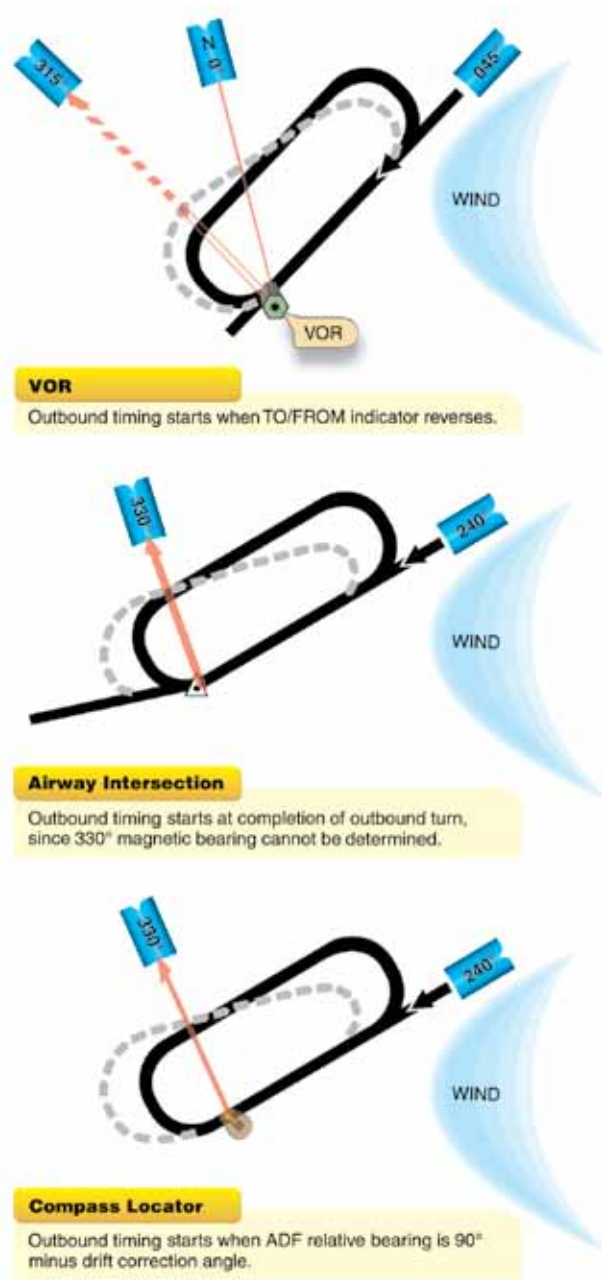 315°
N
0
045°
WIND
VOR
VOR
Outbound timing starts when TO/FROM indicator reverses.
330°
240°
WIND
Airway Intersection
Outbound timing starts at completion of outbound turn,
since 330° magnetic bearing cannot be determined.
330°
240°
WIND
Compass Locator
Outbound timing starts when ADF relative bearing is 90°
minus drift correction angle.